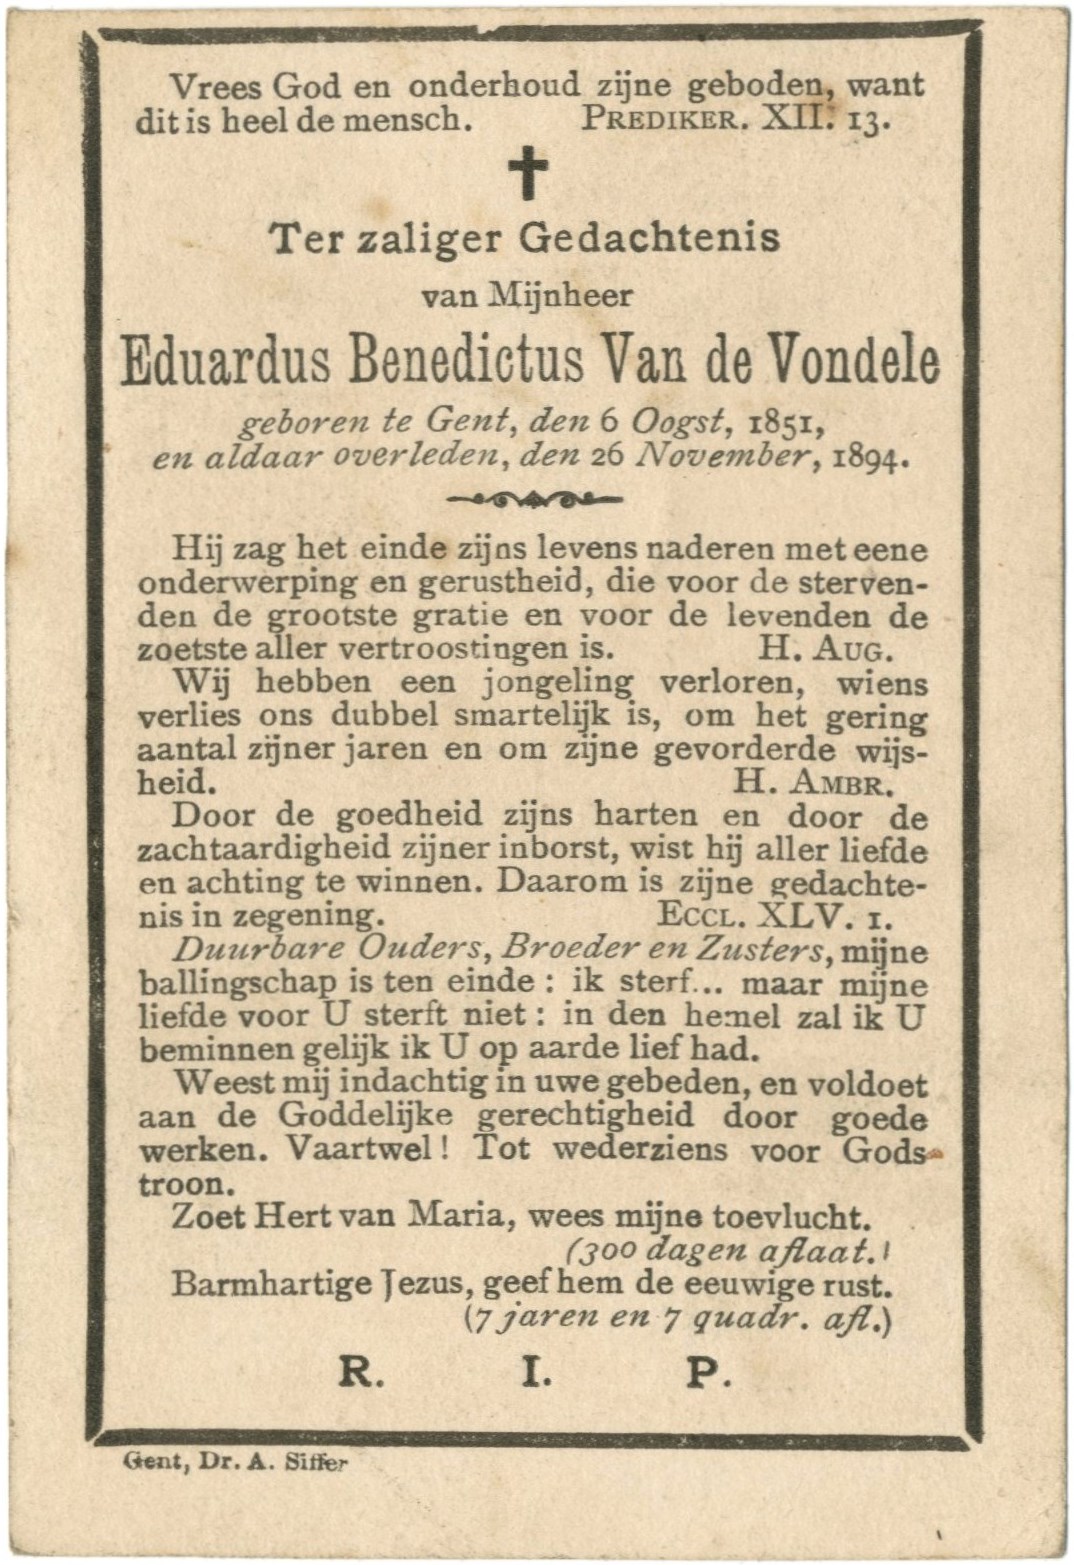 Vrees God en onderhoud zijne geboden, want
dit is heel de mensch. PREDIKER. XII. 13.
Ter zaliger Gedachtenis
van Mijnheer
Eduardus Benedictus Van de Vondele
geboren te Gent, den 6 Oogst, 1851,
en aldaar overleden, den 26 November, 1894.
Hij zag het einde zijns levens naderen met eene
onderwerping en gerustheid, die voor de sterven-
den de grootste gratie en voor de levenden de
zoetste aller vertroostingen is. H. AUG.
Wij hebben een jongeling verloren, wiens
verlies ons dubbel smartelijk is, om het gering
aantal zijner jaren en om zijne gevorderde wijs-
heid. H. AMBR.
Door de goedheid zijns harten en door de
zachtaardigheid zijner inborst, wist hij aller liefde
en achting te winnen. Daarom is zijne gedachte-
nis in zegening. ECCL. XLV. 1.
Duurbare Ouders, Broeder en Zusters, mijne
ballingschap is ten einde : ik sterf... maar mijne
liefde voor U sterft niet : in den hemel zal ik U
beminnen gelijk ik U op aarde lief had.
Weest mij indachtig in uwe gebeden, en voldoet
aan de Goddelijke gerechtigheid door goede
werken. Vaartwel ! Tot wederziens voor Gods-
troon.
Zoet Hert van Maria, wees mijne toevlucht.
(300 dagen aflaat.)
Barmhartige Jezus, geef hem de eeuwige rust.
(7 jaren en 7 quadr. afl.)
R. I. P.
Gent, Dr. A. Siffer